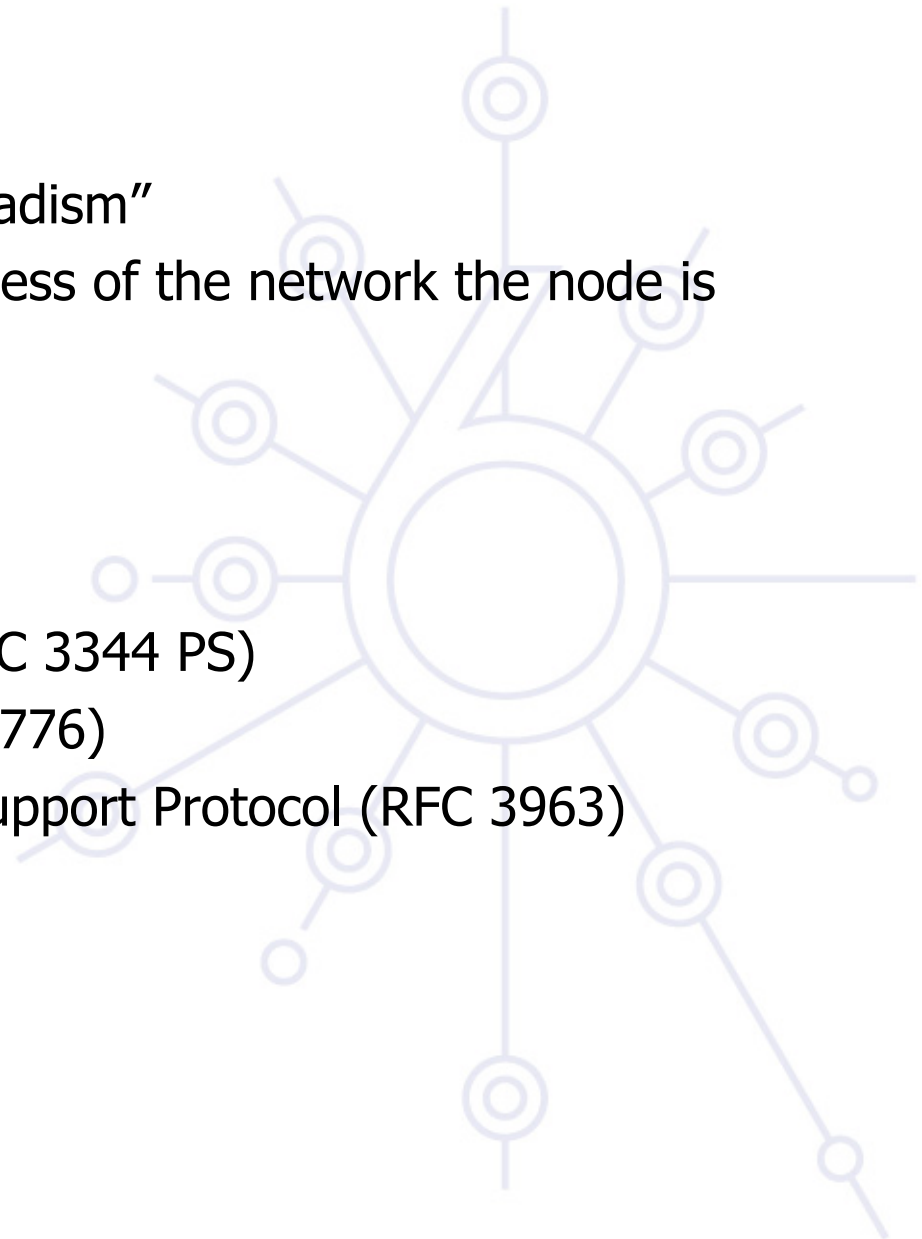 adism”
ess of the network the node is
C 3344 PS)
776)
upport Protocol (RFC 3963)